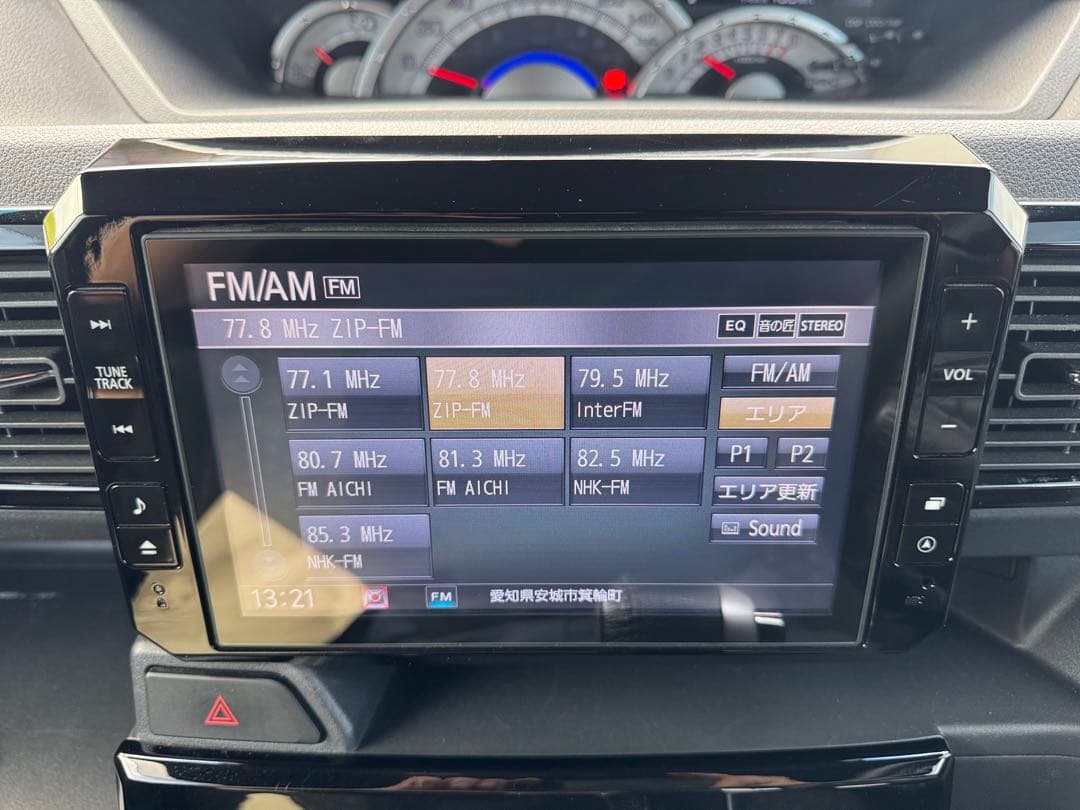 FM/AM FM
77.8 MHz ZIP-FM
EQ 音の匠 STEREO
77.1 MHz
ZIP-FM
77.8 MHz
ZIP-FM
79.5 MHz
InterFM
80.7 MHz
FM AICHI
81.3 MHz
FM AICHI
82.5 MHz
NHK-FM
85.3 MHz
NHK-FM
FM/AM
エリア
P1 P2
エリア更新
Sound
13:21 FM 愛知県安城市箕輪町
TUNE
TRACK
+
VOL
-